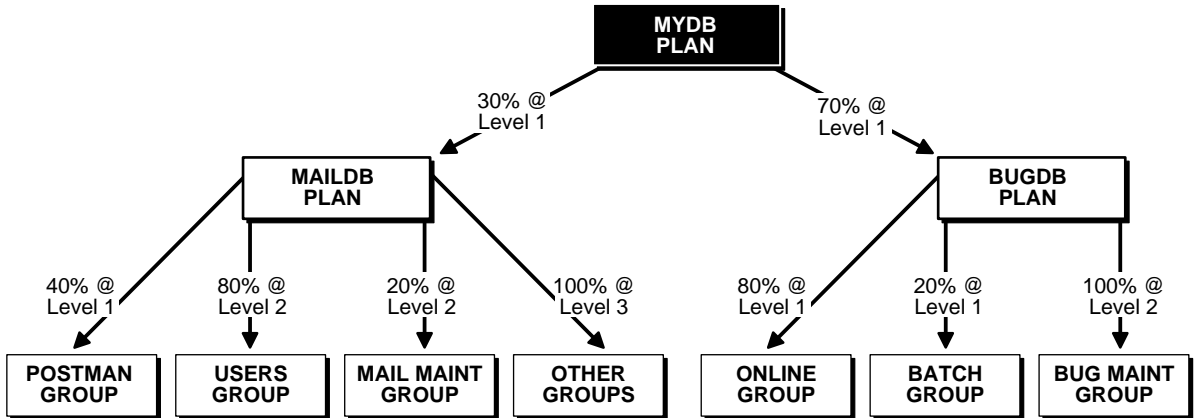 MYDB
PLAN
30% @
Level 1
70% @
Level 1
MAILDB
PLAN
BUGDB
PLAN
40% @
Level 1
80% @
Level 2
20% @
Level 2
100% @
Level 3
80% @
Level 1
20% @
Level 1
100% @
Level 2
POSTMAN
GROUP
USERS
GROUP
MAIL MAINT
GROUP
OTHER
GROUPS
ONLINE
GROUP
BATCH
GROUP
BUG MAINT
GROUP